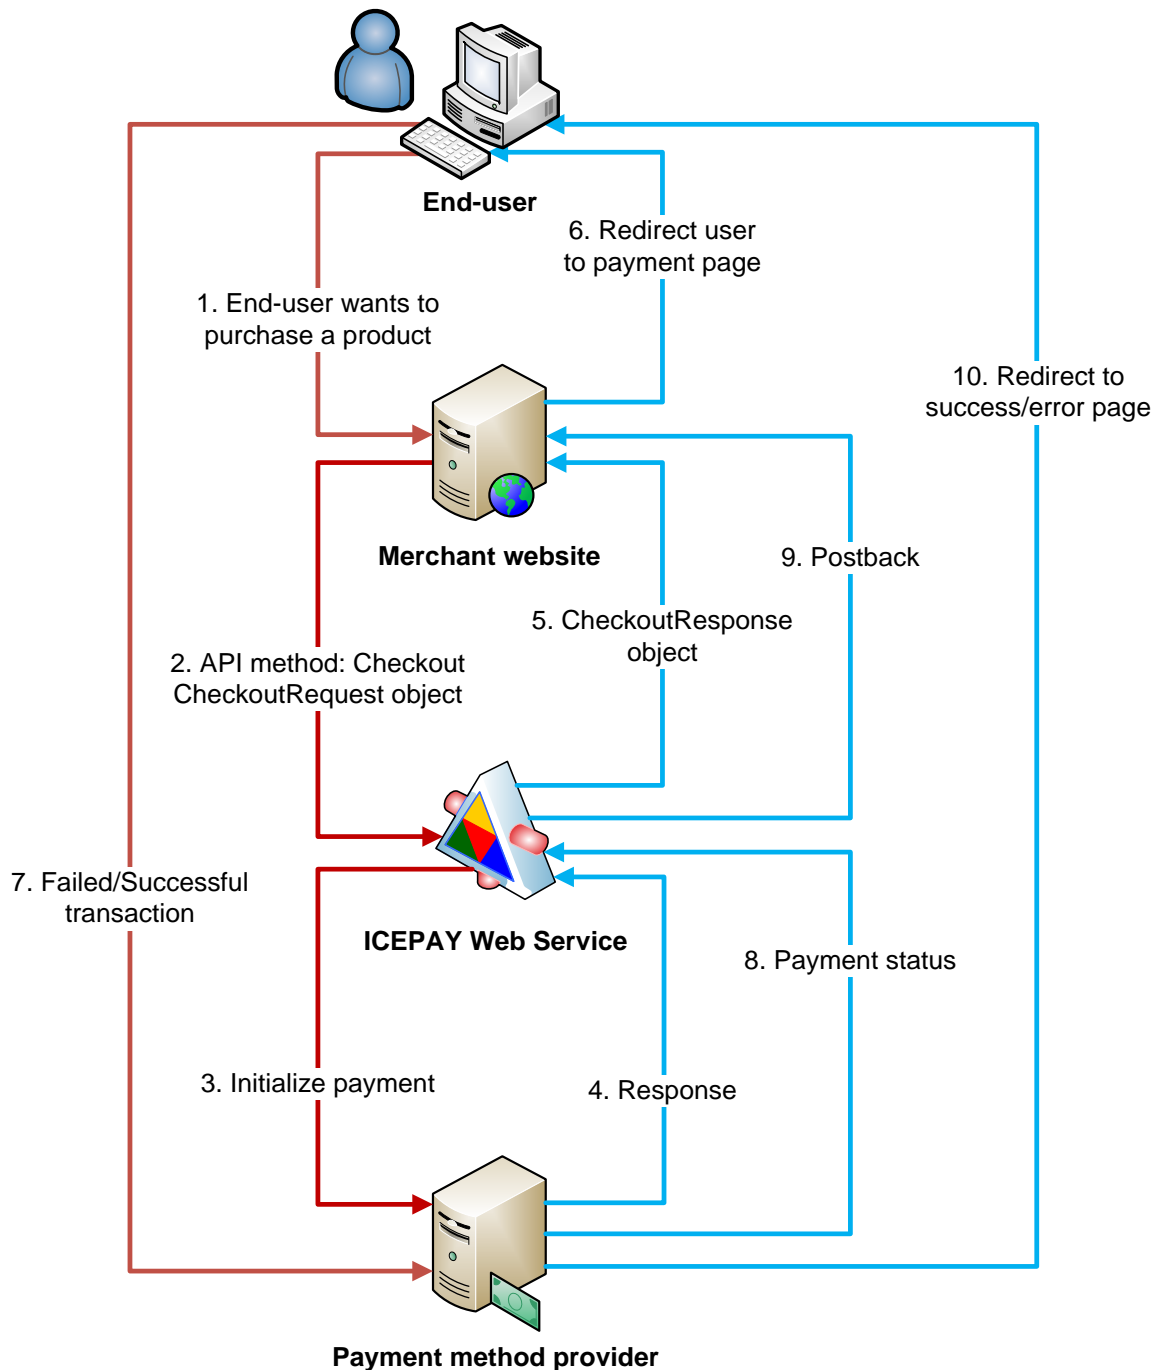 End-user
6. Redirect user
to payment page
1. End-user wants to
purchase a product
10. Redirect to
success/error page
Merchant website
9. Postback
5. CheckoutResponse
object
2. API method: Checkout
CheckoutRequest object
7. Failed/Successful
transaction
ICEPAY Web Service
8. Payment status
3. Initialize payment
4. Response
Payment method provider